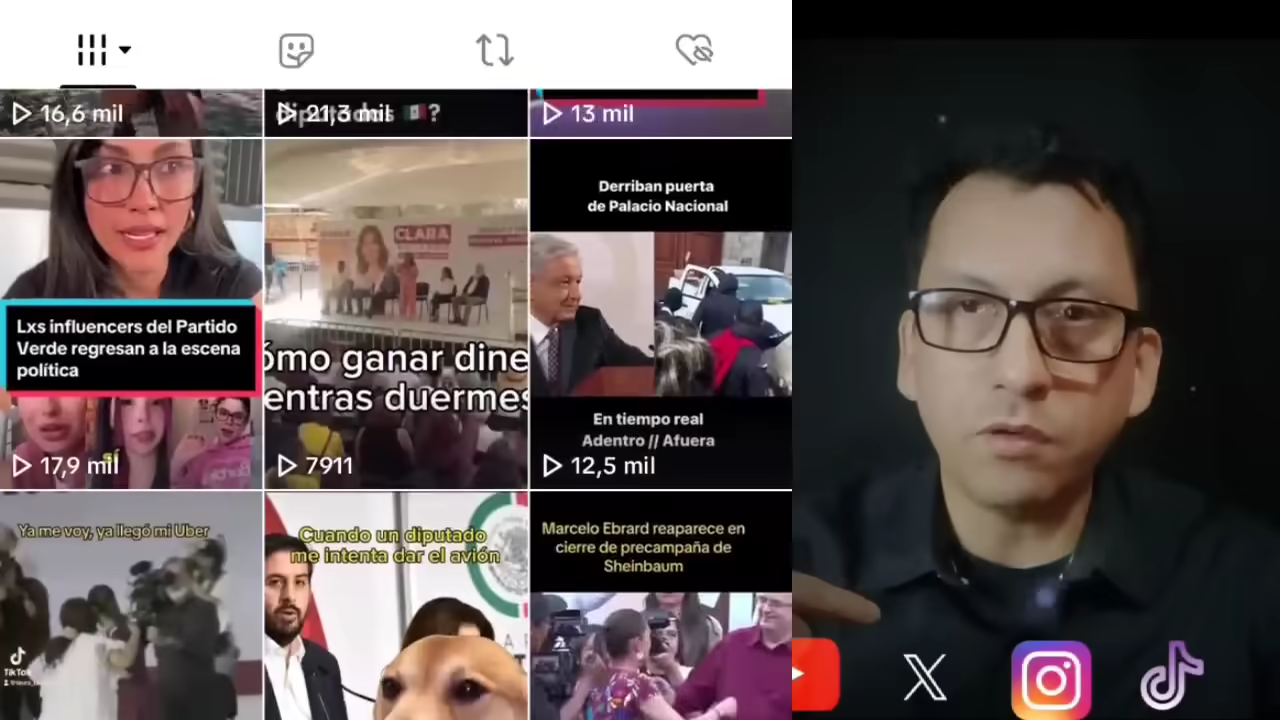 16,6 mil
21,3 mil
diputados 🇲🇽?
13 mil
Lxs influencers del Partido
Verde regresan a la escena
política
17,9 mil
ómo ganar dine
entras duermes
CLARA
7911
Derriban puerta
de Palacio Nacional
En tiempo real
Adentro // Afuera
12,5 mil
Ya me voy, ya llegó mi Uber
TikTok
Cuando un diputado
me intenta dar el avión
Marcelo Ebrard reaparece en
cierre de precampaña de
Sheinbaum